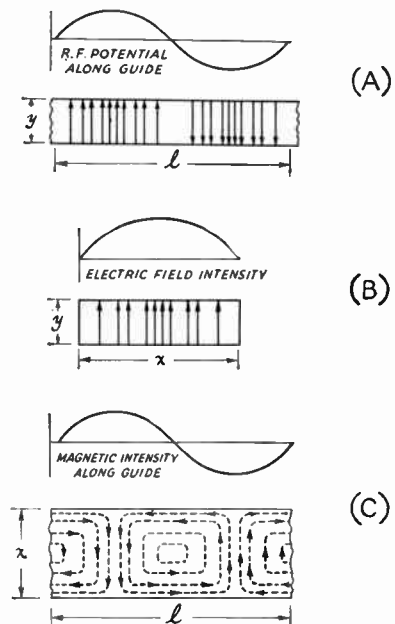 R.F. POTENTIAL
ALONG GUIDE
(A)
y
l
ELECTRIC FIELD INTENSITY
(B)
y
x
MAGNETIC INTENSITY
ALONG GUIDE
(C)
x
l